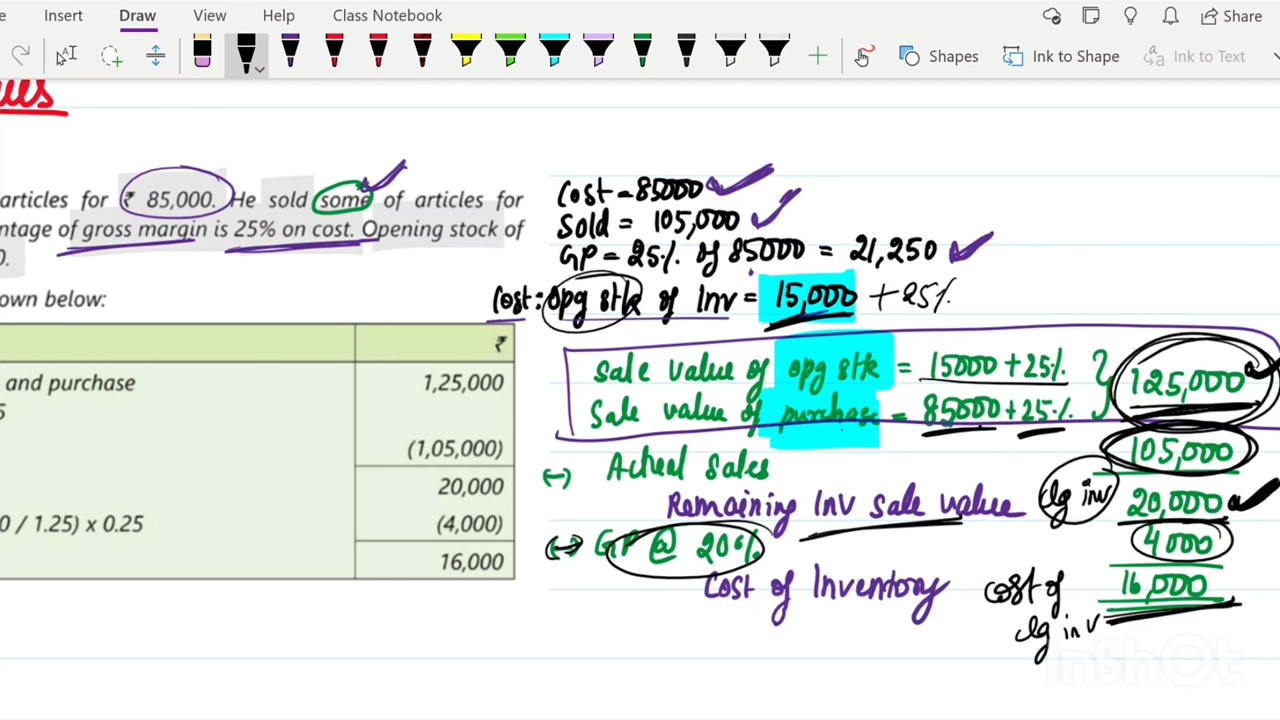 Insert Draw View Help Class Notebook Share
Shapes Ink to Shape Ink to Text
articles for ₹ 85,000. He sold some of articles for
ntage of gross margin is 25% on cost. Opening stock of
0.
own below:
₹
and purchase 1,25,000
5
(1,05,000)
20,000
0 / 1.25) x 0.25 (4,000)
16,000
Cost = 85000
Sold = 105,000
GP = 25% of 85000 = 21,250
Cost: opg stk of Inv = 15,000 + 25%
Sale value of opg stk = 15000 + 25% } 125,000
Sale value of purchase = 85000 + 25%
(-) Actual Sales 105,000
Remaining Inv sale value clg inv 20,000
(-) GP @ 20% 4000
Cost of Inventory cost of clg inv 16,000
InShOt